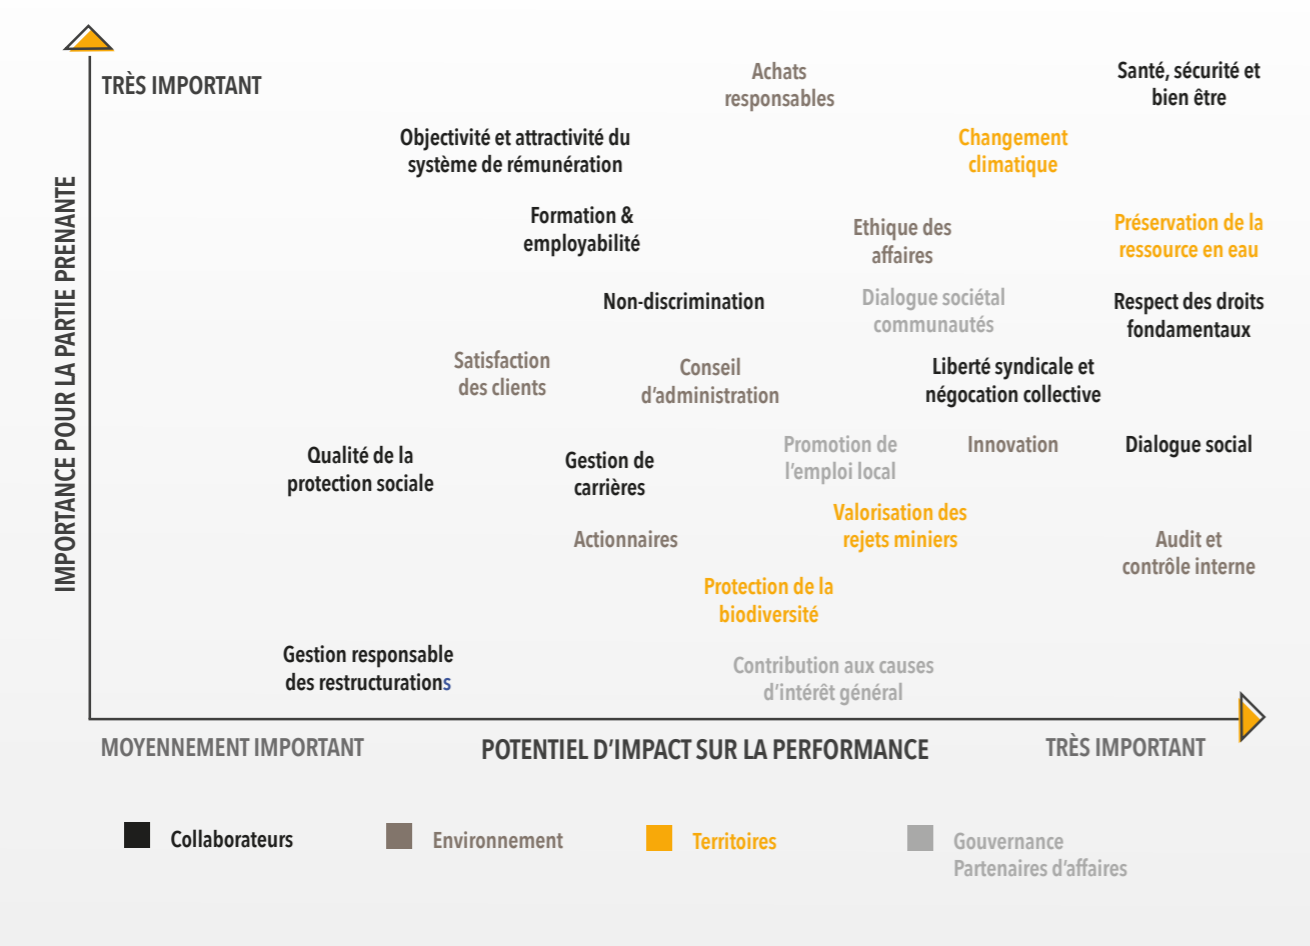 TRÈS IMPORTANT
IMPORTANCE POUR LA PARTIE PRENANTE
Achats
responsables
Santé, sécurité et
bien être
Objectivité et attractivité du
système de rémunération
Changement
climatique
Formation &
employabilité
Ethique des
affaires
Préservation de la
ressource en eau
Non-discrimination
Dialogue sociétal
communautés
Respect des droits
fondamentaux
Satisfaction
des clients
Conseil
d’administration
Liberté syndicale et
négocation collective
Qualité de la
protection sociale
Gestion de
carrières
Promotion de
l’emploi local
Innovation
Dialogue social
Actionnaires
Valorisation des
rejets miniers
Audit et
contrôle interne
Protection de la
biodiversité
Gestion responsable
des restructurations
Contribution aux causes
d’intérêt général
MOYENNEMENT IMPORTANT
POTENTIEL D’IMPACT SUR LA PERFORMANCE
TRÈS IMPORTANT
Collaborateurs
Environnement
Territoires
Gouvernance
Partenaires d’affaires